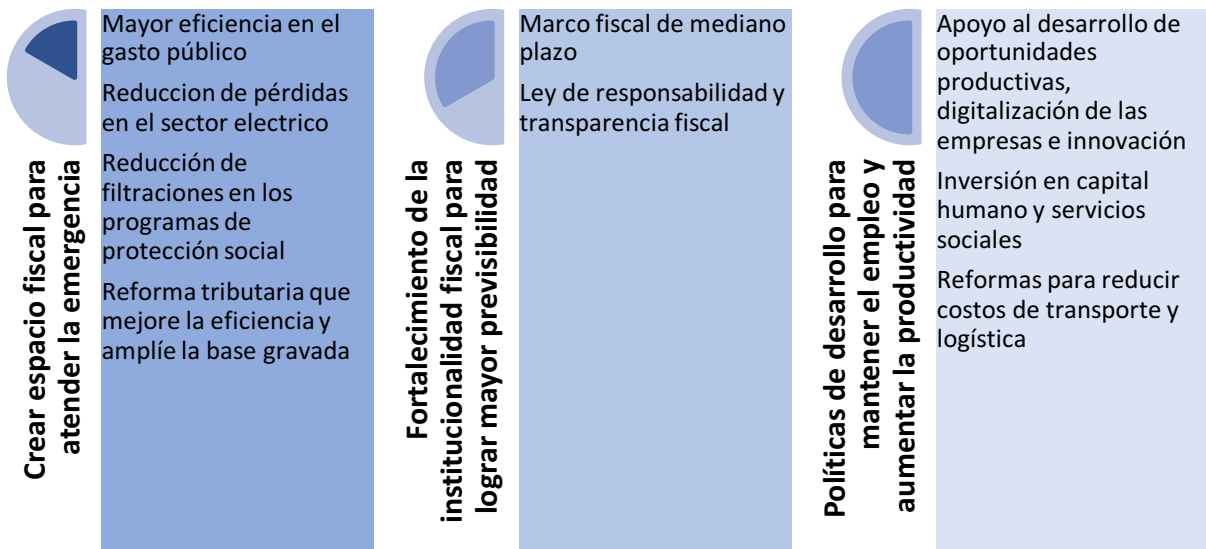 Crear espacio fiscal para
atender la emergencia
Mayor eficiencia en el
gasto público
Reduccion de pérdidas
en el sector electrico
Reducción de
filtraciones en los
programas de
protección social
Reforma tributaria que
mejore la eficiencia y
amplíe la base gravada
Fortalecimiento de la
institucionalidad fiscal para
lograr mayor previsibilidad
Marco fiscal de mediano
plazo
Ley de responsabilidad y
transparencia fiscal
Políticas de desarrollo para
mantener el empleo y
aumentar la productividad
Apoyo al desarrollo de
oportunidades
productivas,
digitalización de las
empresas e innovación
Inversión en capital
humano y servicios
sociales
Reformas para reducir
costos de transporte y
logística